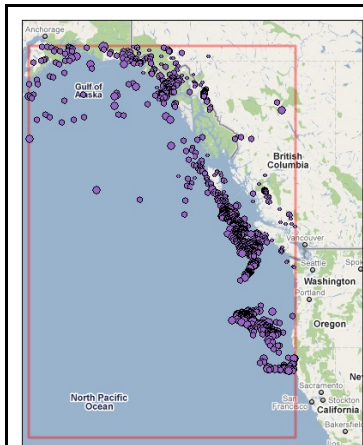 Anchorage
Gulf of
Alaska
British
Columbia
Vancouver
Seattle
Washington
Portland
Oregon
Sacramento
San
Francisco
Stockton
California
Bakersfield
North Pacific
Ocean